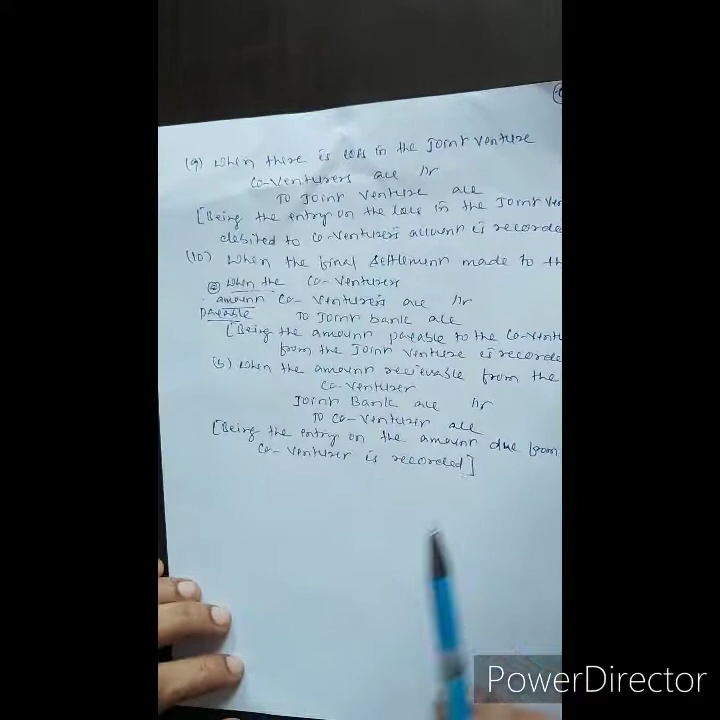 (9) When there is loss in the Joint Venture
Co-Venturers a/c Dr
To Joint Venture a/c
[Being the entry on the loss in the Joint Ven
debited to Co-Venturers account is recorde
(10) When the final settlement made to th
(a) When the Co-Venturers
amount Co-Venturers a/c Dr
payable To Joint bank a/c
[Being the amount payable to the Co-Ventu
from the Joint Venture is recorde
(b) When the amount recievable from the
Co-Venturer
Joint Bank a/c Dr
To Co-Venturer a/c
[Being the entry on the amount due from
Co-Venturer is recorded]
PowerDirector